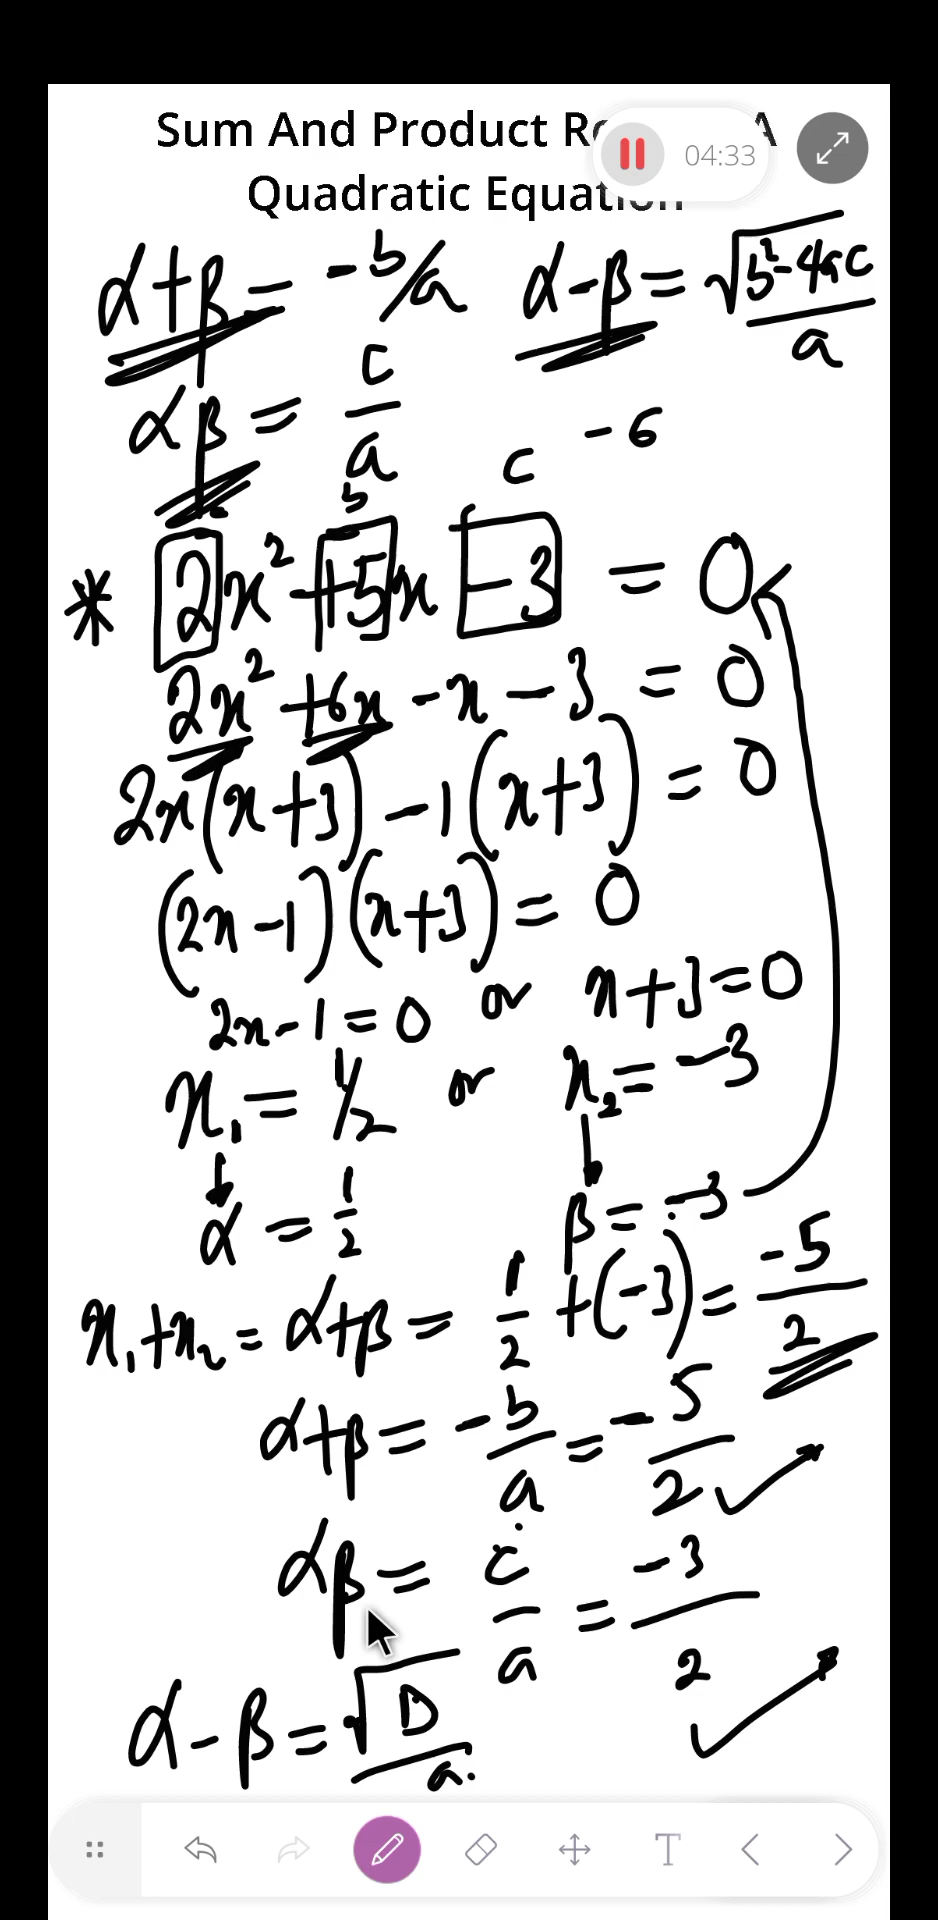 Sum And Product Ro A
Quadratic Equation
04:33
α+β = -b/a α-β = √(b²-4ac)/a
αβ = c/a
b c -6
* 2x² +5x -3 = 0
2x² +6x -x -3 = 0
2x(x+3) -1(x+3) = 0
(2x-1)(x+3) = 0
2x-1=0 or x+3=0
x₁ = 1/2 or x₂ = -3
α = 1/2 β = -3
x₁+x₂ = α+β = 1/2 +(-3) = -5/2
α+β = -b/a = -5/2
αβ = c/a = -3/2
α-β = √D/a
T